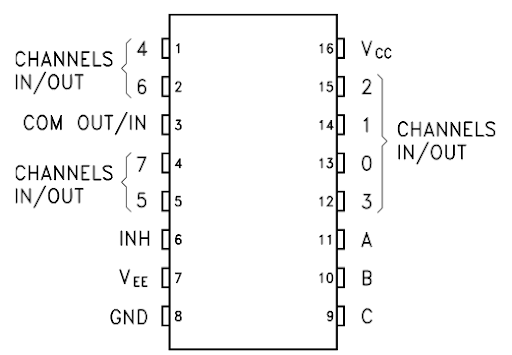 CHANNELS
IN/OUT
4 1
6 2
COM OUT/IN 3
CHANNELS
IN/OUT
7 4
5 5
INH 6
VEE 7
GND 8
16 VCC
15 2
14 1
13 0
12 3
CHANNELS
IN/OUT
11 A
10 B
9 C